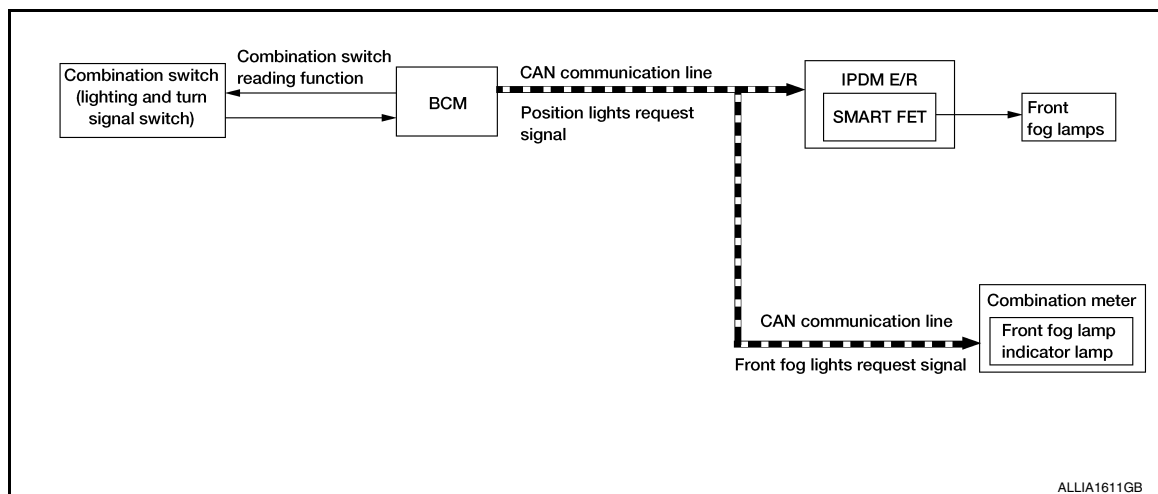 Combination switch
(lighting and turn
signal switch)
Combination switch
reading function
BCM
CAN communication line
Position lights request
signal
IPDM E/R
SMART FET
Front
fog lamps
CAN communication line
Front fog lights request signal
Combination meter
Front fog lamp
indicator lamp
ALLIA1611GB